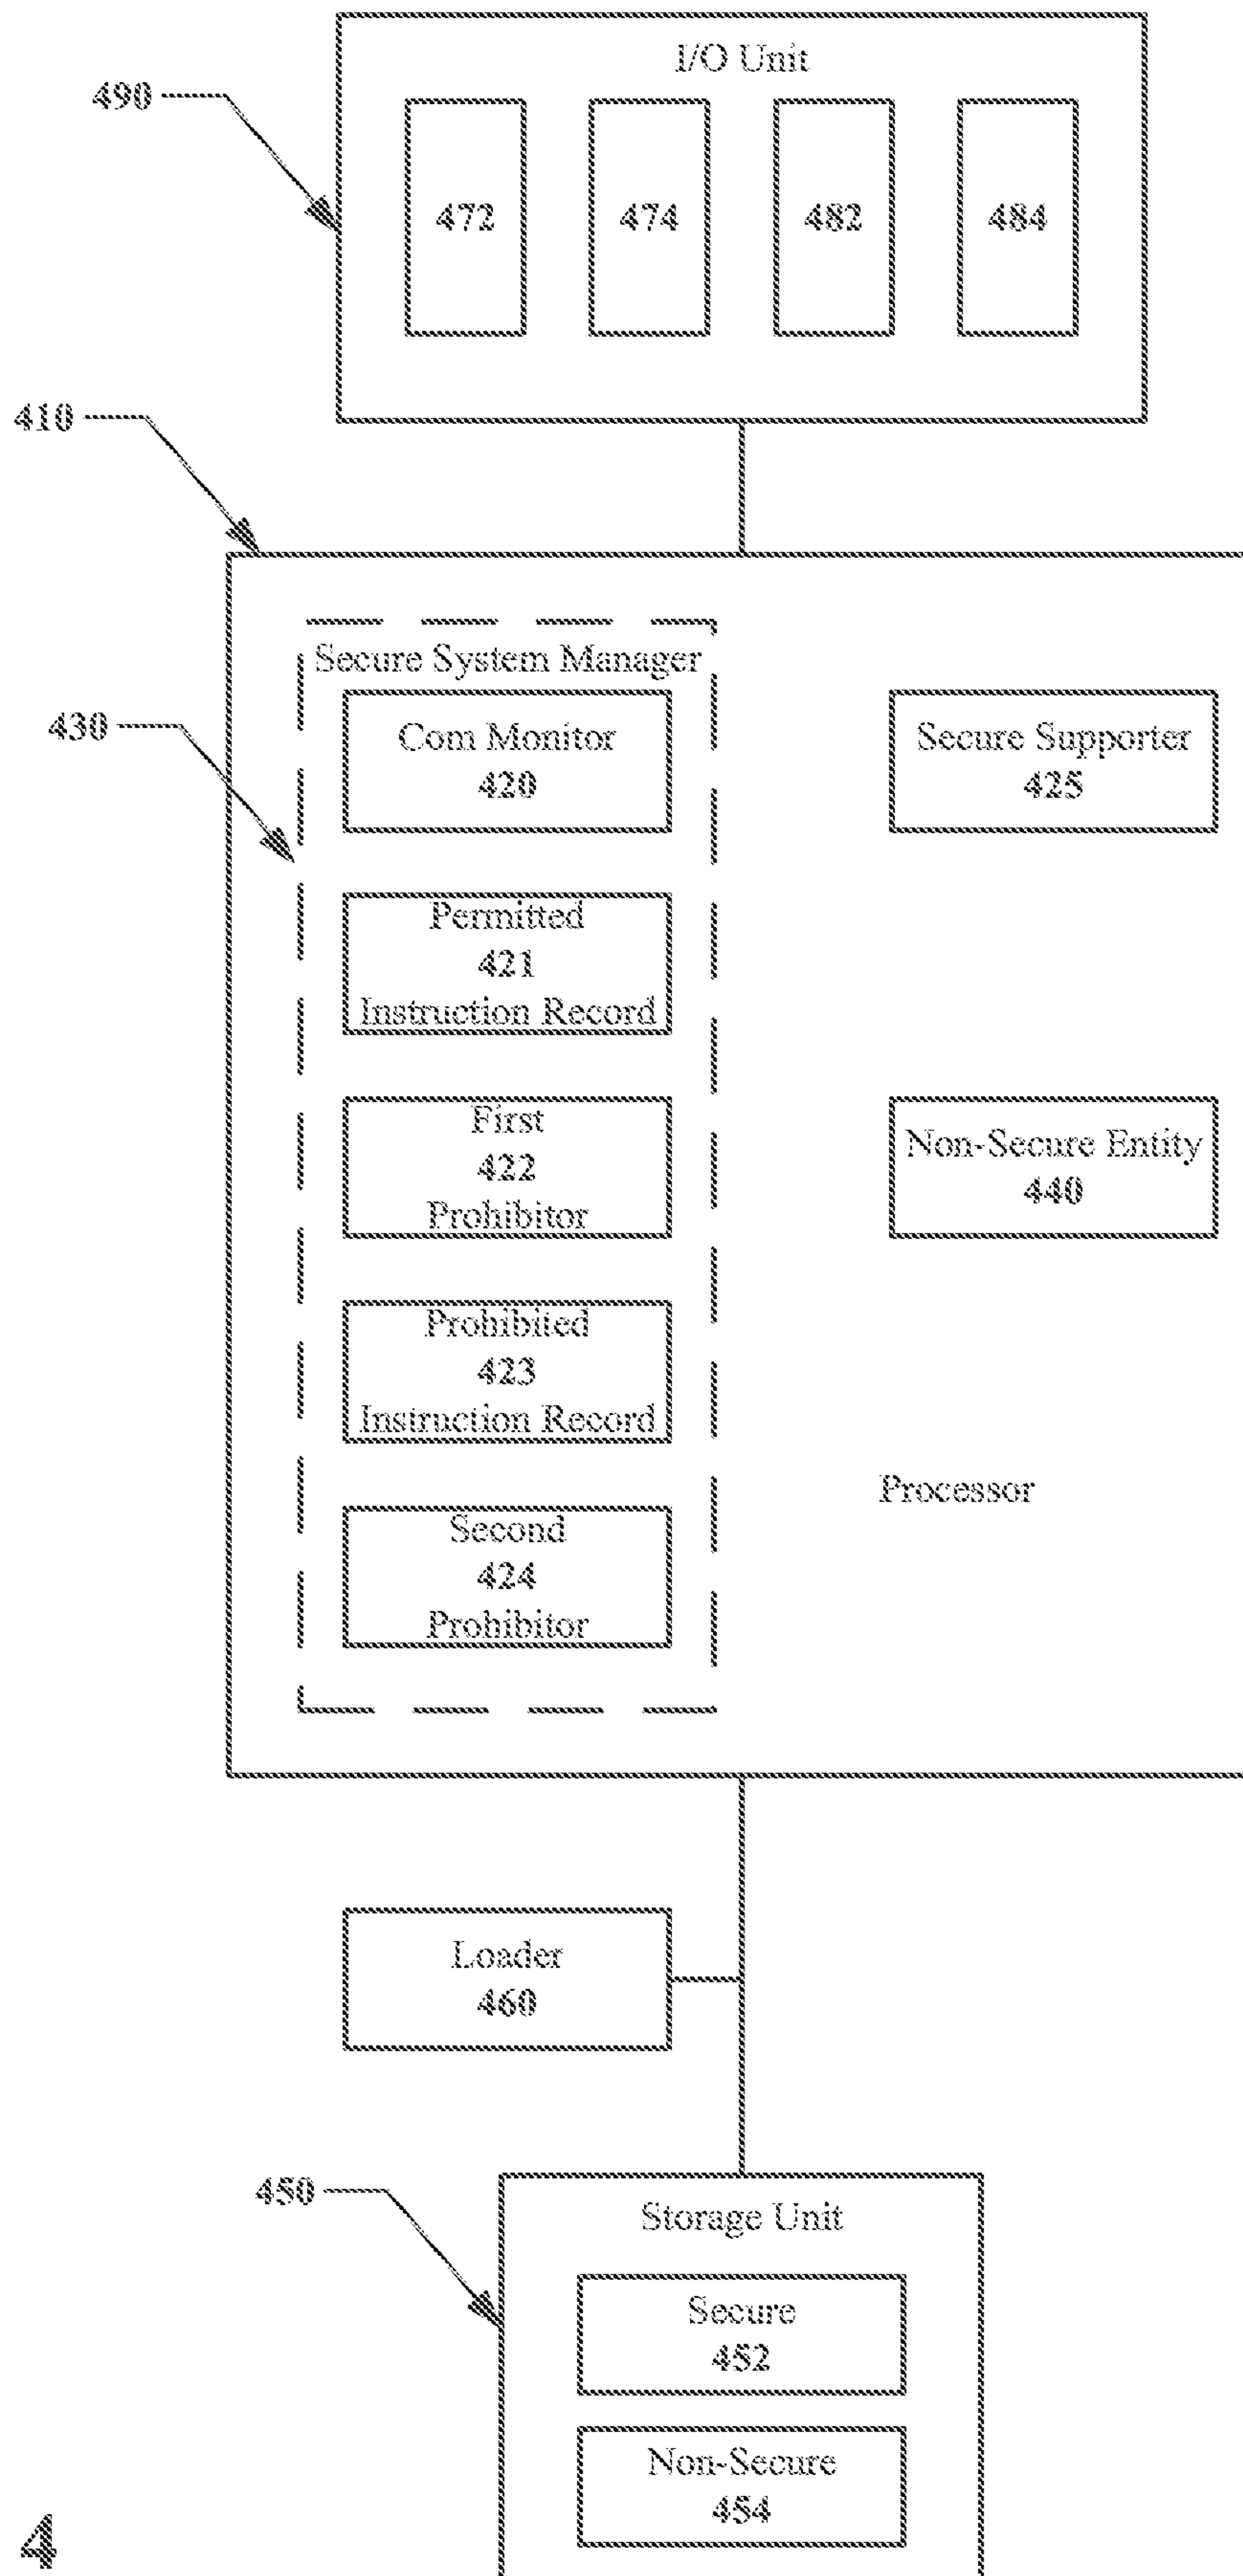 I/O Unit
490
472
474
482
484
410
Secure System Manager
430
Com Monitor
420
Secure Supporter
425
Permitted
421
Instruction Record
First
422
Prohibitor
Non-Secure Entity
440
Prohibited
423
Instruction Record
Processor
Second
424
Prohibitor
Loader
460
450
Storage Unit
Secure
452
Non-Secure
454
4